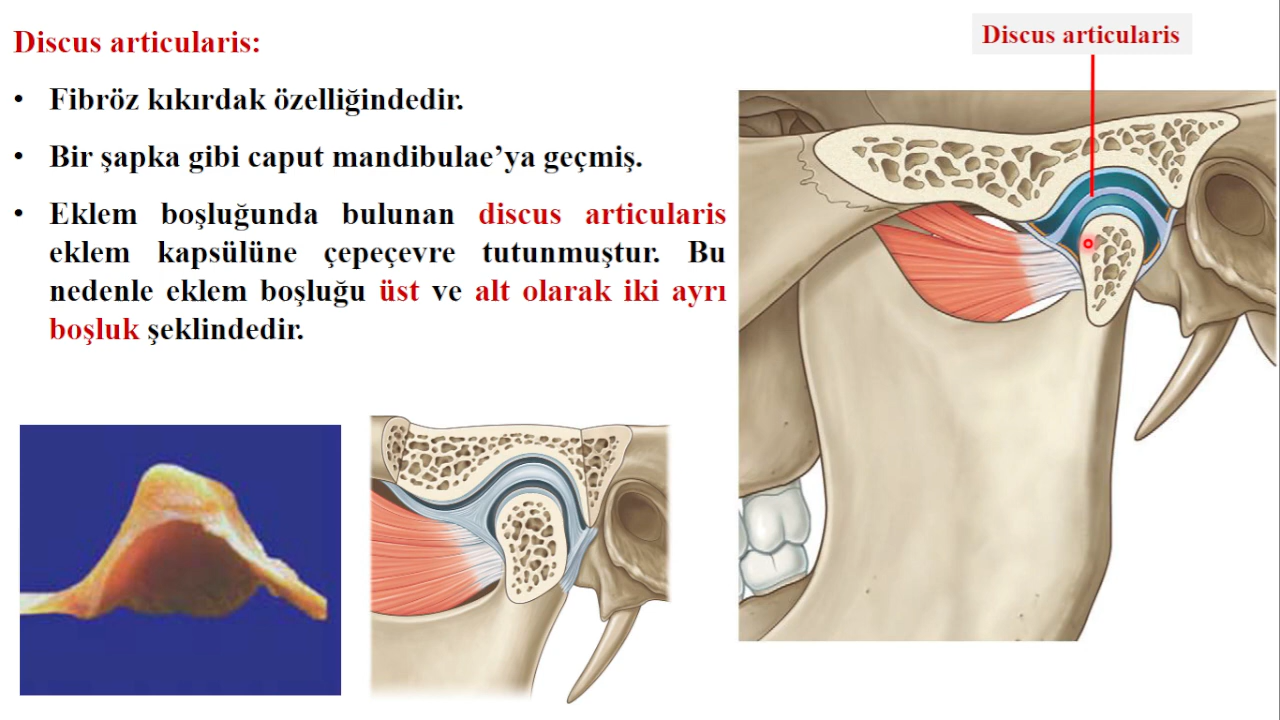 Discus articularis:
• Fibröz kıkırdak özelliğindedir.
• Bir şapka gibi caput mandibulae’ya geçmiş.
• Eklem boşluğunda bulunan discus articularis
eklem kapsülüne çepeçevre tutunmuştur. Bu
nedenle eklem boşluğu üst ve alt olarak iki ayrı
boşluk şeklindedir.
Discus articularis